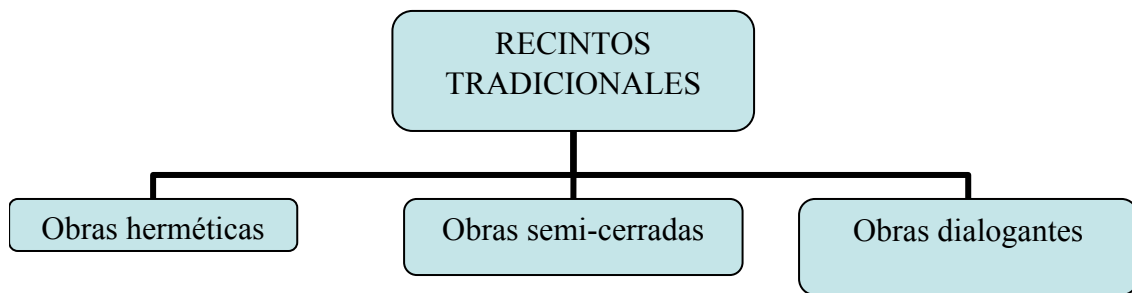 RECINTOS
TRADICIONALES
Obras herméticas
Obras semi-cerradas
Obras dialogantes